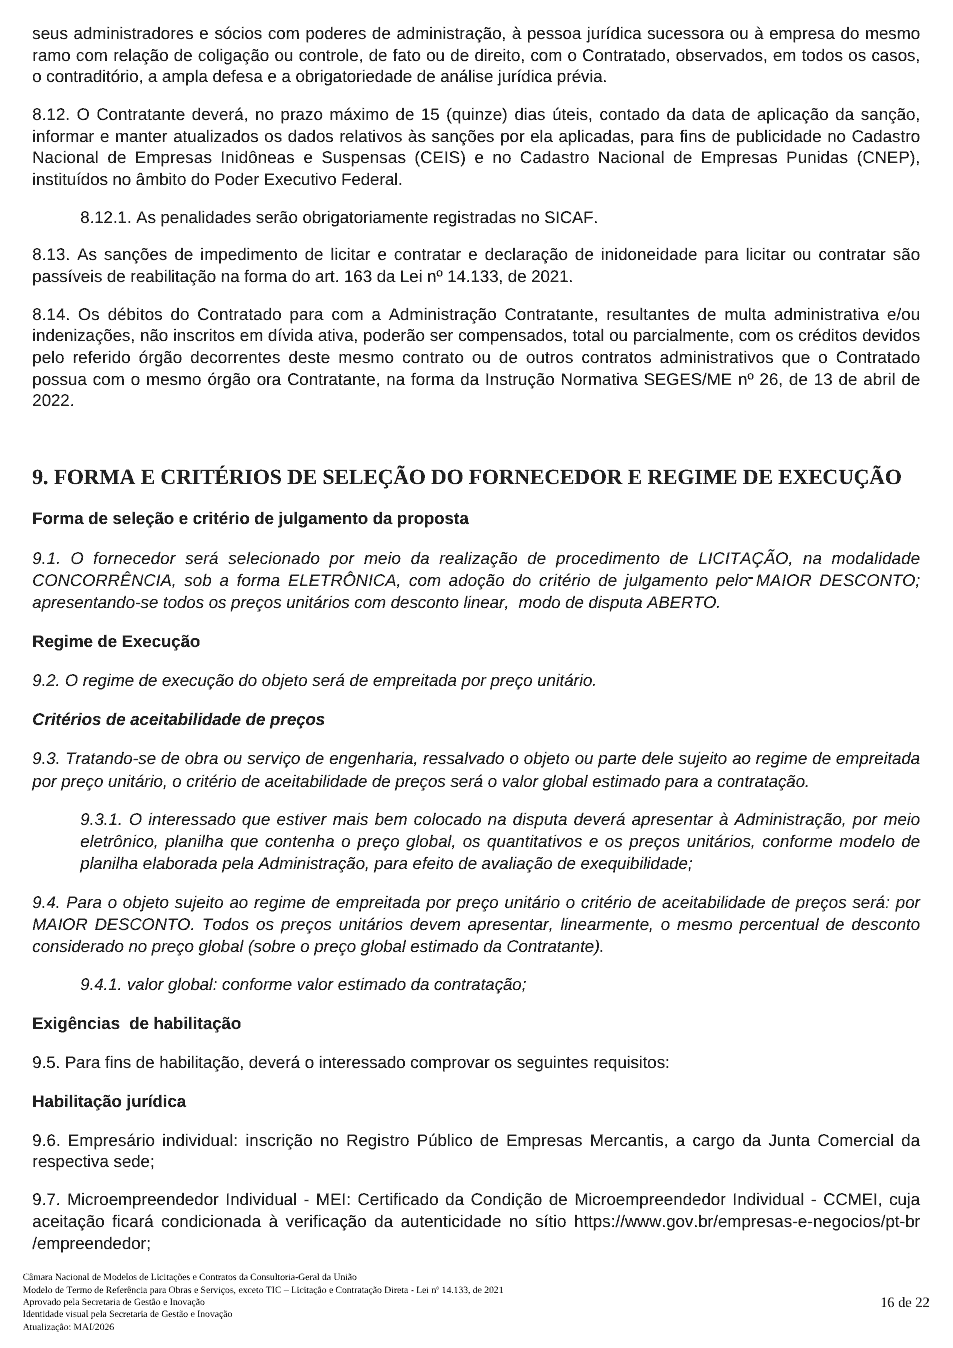 seus administradores e sócios com poderes de administração, à pessoa jurídica sucessora ou à empresa do mesmo
ramo com relação de coligação ou controle, de fato ou de direito, com o Contratado, observados, em todos os casos,
o contraditório, a ampla defesa e a obrigatoriedade de análise jurídica prévia.
8.12. O Contratante deverá, no prazo máximo de 15 (quinze) dias úteis, contado da data de aplicação da sanção,
informar e manter atualizados os dados relativos às sanções por ela aplicadas, para fins de publicidade no Cadastro
Nacional de Empresas Inidôneas e Suspensas (CEIS) e no Cadastro Nacional de Empresas Punidas (CNEP),
instituídos no âmbito do Poder Executivo Federal.
8.12.1. As penalidades serão obrigatoriamente registradas no SICAF.
8.13. As sanções de impedimento de licitar e contratar e declaração de inidoneidade para licitar ou contratar são
passíveis de reabilitação na forma do art. 163 da Lei nº 14.133, de 2021.
8.14. Os débitos do Contratado para com a Administração Contratante, resultantes de multa administrativa e/ou
indenizações, não inscritos em dívida ativa, poderão ser compensados, total ou parcialmente, com os créditos devidos
pelo referido órgão decorrentes deste mesmo contrato ou de outros contratos administrativos que o Contratado
possua com o mesmo órgão ora Contratante, na forma da Instrução Normativa SEGES/ME nº 26, de 13 de abril de
2022.
9. FORMA E CRITÉRIOS DE SELEÇÃO DO FORNECEDOR E REGIME DE EXECUÇÃO
Forma de seleção e critério de julgamento da proposta
9.1. O fornecedor será selecionado por meio da realização de procedimento de LICITAÇÃO, na modalidade
CONCORRÊNCIA, sob a forma ELETRÔNICA, com adoção do critério de julgamento pelo MAIOR DESCONTO;
apresentando-se todos os preços unitários com desconto linear,  modo de disputa ABERTO.
Regime de Execução
9.2. O regime de execução do objeto será de empreitada por preço unitário.
Critérios de aceitabilidade de preços
9.3. Tratando-se de obra ou serviço de engenharia, ressalvado o objeto ou parte dele sujeito ao regime de empreitada
por preço unitário, o critério de aceitabilidade de preços será o valor global estimado para a contratação.
9.3.1. O interessado que estiver mais bem colocado na disputa deverá apresentar à Administração, por meio
eletrônico, planilha que contenha o preço global, os quantitativos e os preços unitários, conforme modelo de
planilha elaborada pela Administração, para efeito de avaliação de exequibilidade;
9.4. Para o objeto sujeito ao regime de empreitada por preço unitário o critério de aceitabilidade de preços será: por
MAIOR DESCONTO. Todos os preços unitários devem apresentar, linearmente, o mesmo percentual de desconto
considerado no preço global (sobre o preço global estimado da Contratante).
9.4.1. valor global: conforme valor estimado da contratação;
Exigências  de habilitação
9.5. Para fins de habilitação, deverá o interessado comprovar os seguintes requisitos:
Habilitação jurídica
9.6. Empresário individual: inscrição no Registro Público de Empresas Mercantis, a cargo da Junta Comercial da
respectiva sede;
9.7. Microempreendedor Individual - MEI: Certificado da Condição de Microempreendedor Individual - CCMEI, cuja
aceitação ficará condicionada à verificação da autenticidade no sítio https://www.gov.br/empresas-e-negocios/pt-br
/empreendedor;
Câmara Nacional de Modelos de Licitações e Contratos da Consultoria-Geral da União
Modelo de Termo de Referência para Obras e Serviços, exceto TIC – Licitação e Contratação Direta - Lei nº 14.133, de 2021
Aprovado pela Secretaria de Gestão e Inovação
Identidade visual pela Secretaria de Gestão e Inovação
Atualização: MAI/2026
16 de 22